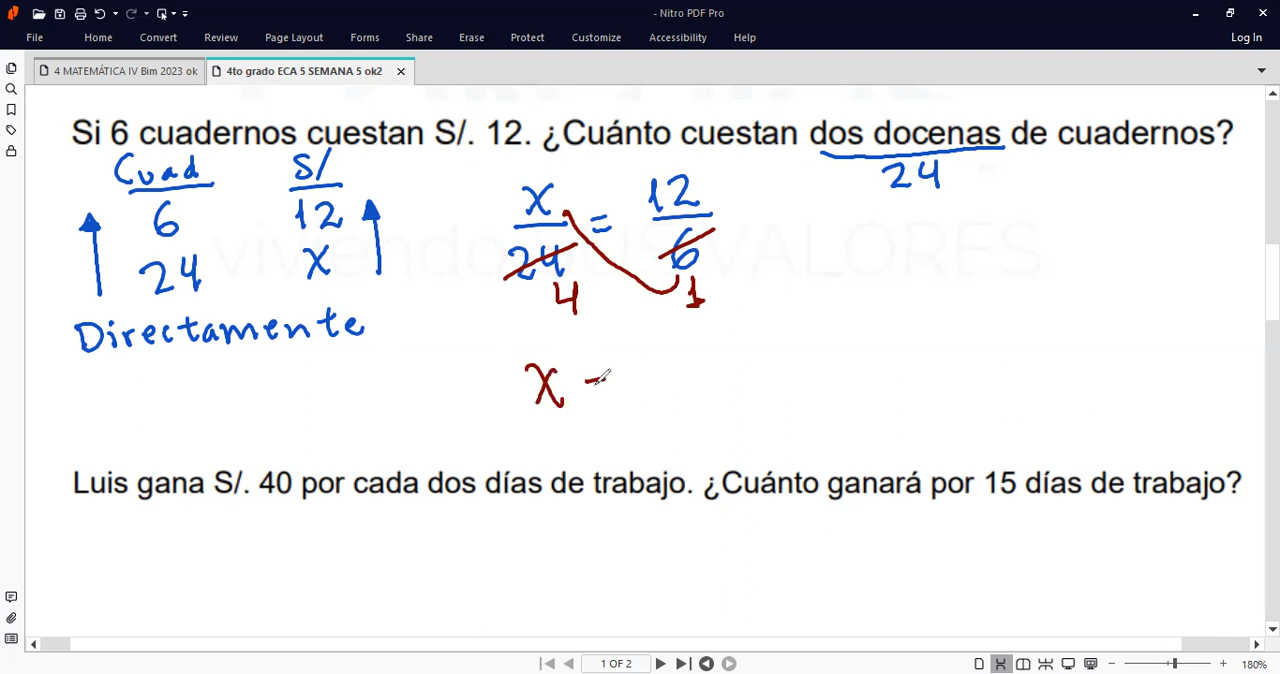 - Nitro PDF Pro
File Home Convert Review Page Layout Forms Share Erase Protect Customize Accessibility Help Log In
4 MATEMÁTICA IV Bim 2023 ok 4to grado ECA 5 SEMANA 5 ok2
Si 6 cuadernos cuestan S/. 12. ¿Cuánto cuestan dos docenas de cuadernos?
24
Cuad S/
6 12
24 x
Directamente
x = 12
24 6
4 1
x -
VALORES
Luis gana S/. 40 por cada dos días de trabajo. ¿Cuánto ganará por 15 días de trabajo?
1 OF 2 180%